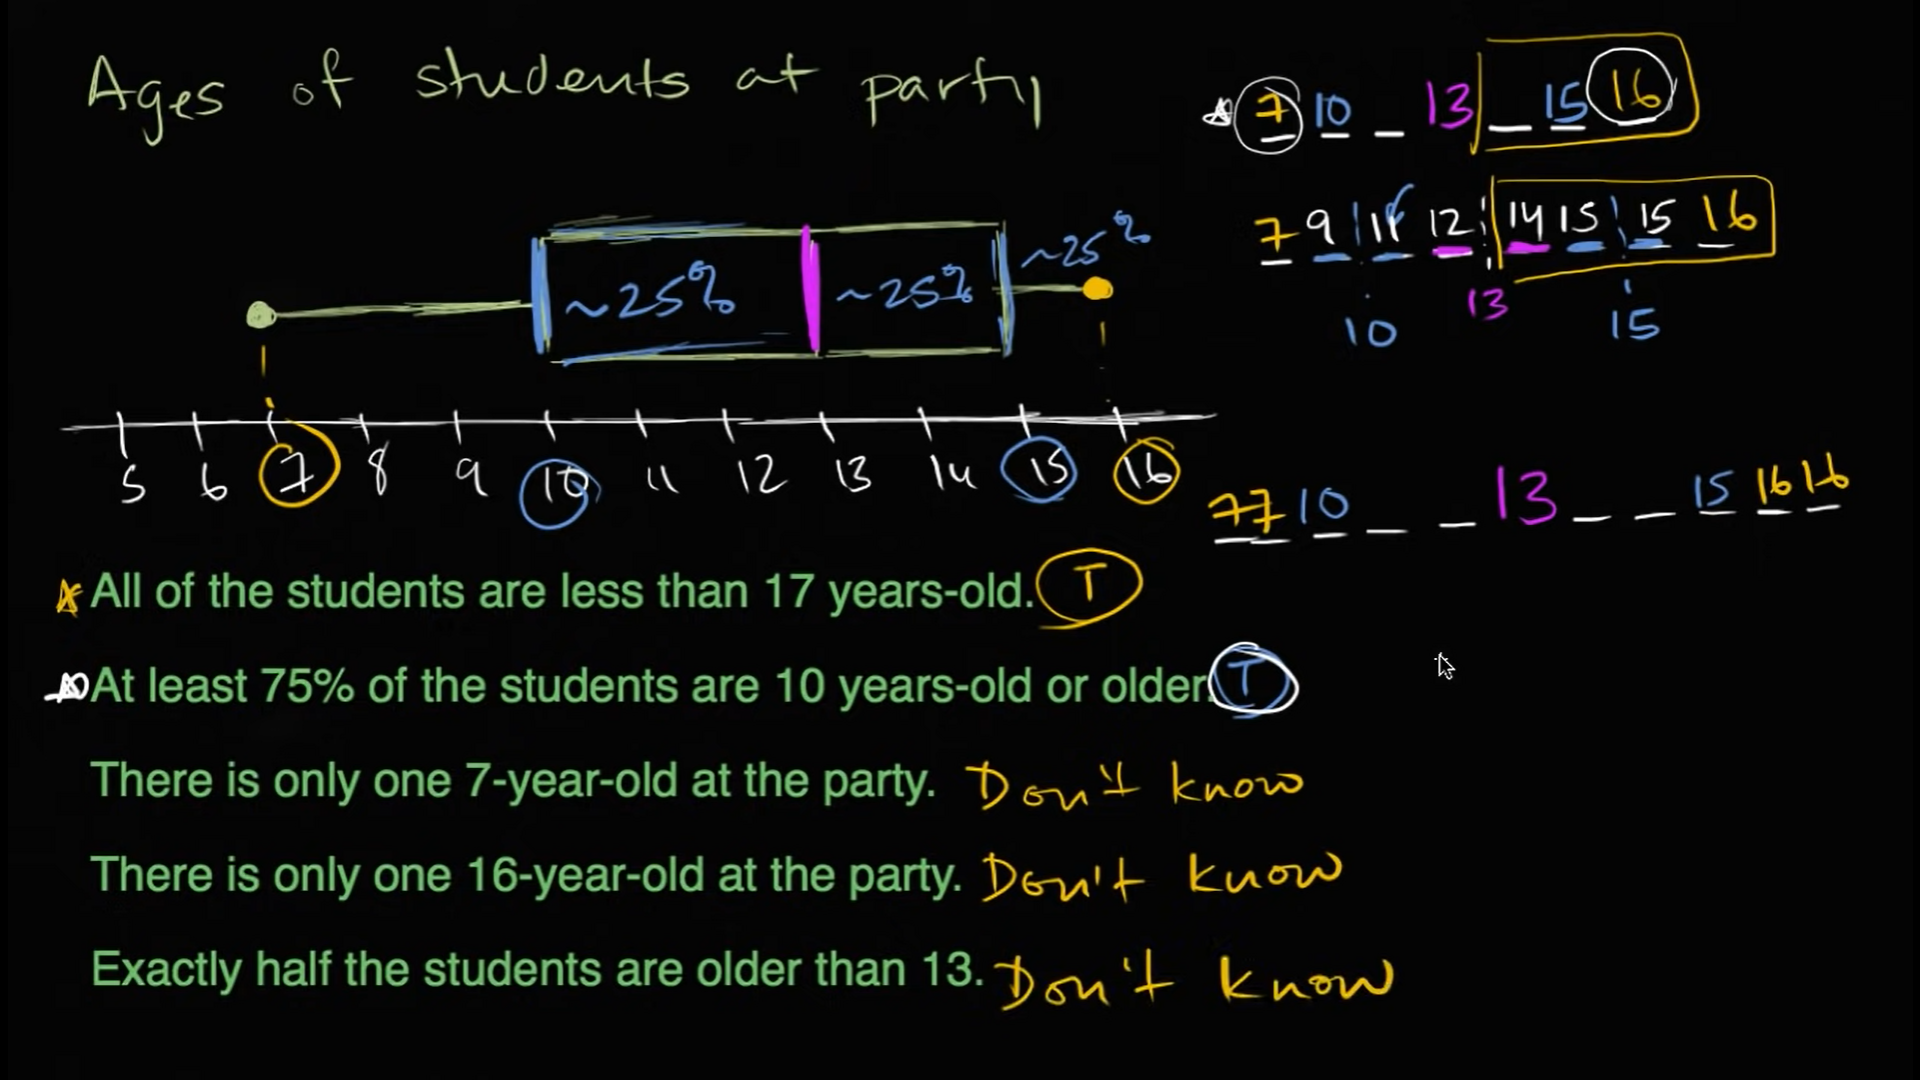 Ages of students at party
7 10 _ 13 _ 15 16
7 9 11 12 14 15 15 16
10 13 15
~25% ~25% ~25%
5 6 7 8 9 10 11 12 13 14 15 16
7 7 10 _ _ 13 _ _ 15 16 16
All of the students are less than 17 years-old. T
At least 75% of the students are 10 years-old or older. T
There is only one 7-year-old at the party. Don't know
There is only one 16-year-old at the party. Don't know
Exactly half the students are older than 13. Don't know